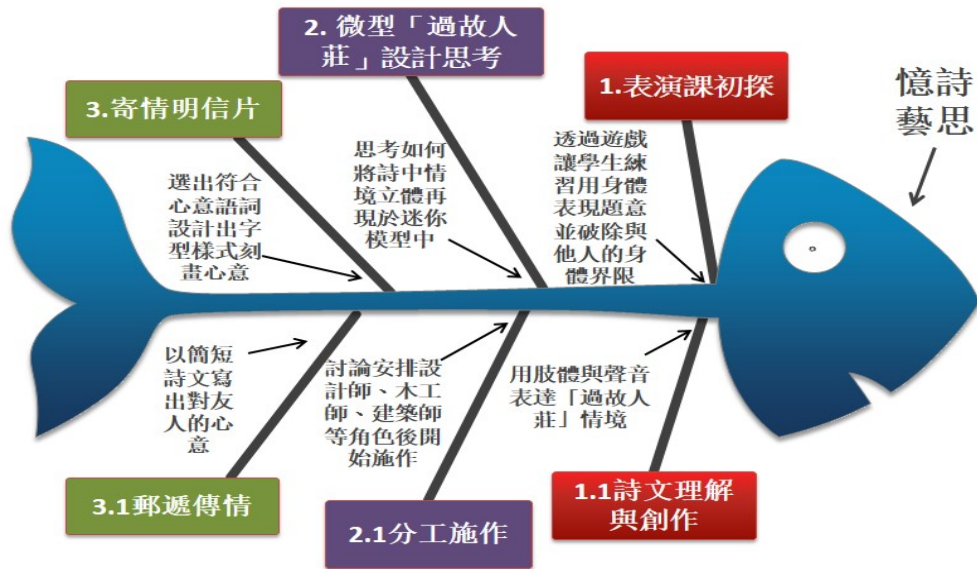 2. 微型「過故人
莊」設計思考
1.表演課初探
3.寄情明信片
憶詩
藝思
透過遊戲
讓學生練
習用身體
表現題意
並破除與
他人的身
體界限
思考如何
將詩中情
境立體再
現於迷你
模型中
選出符合
心意語詞
設計出字
型樣式刻
畫心意
以簡短
詩文寫
出對友
人的心
意
討論安排設
計師、木工
師、建築師
等角色後開
始施作
用肢體與聲音
表達「過故人
莊」情境
3.1郵遞傳情
2.1分工施作
1.1詩文理解
與創作